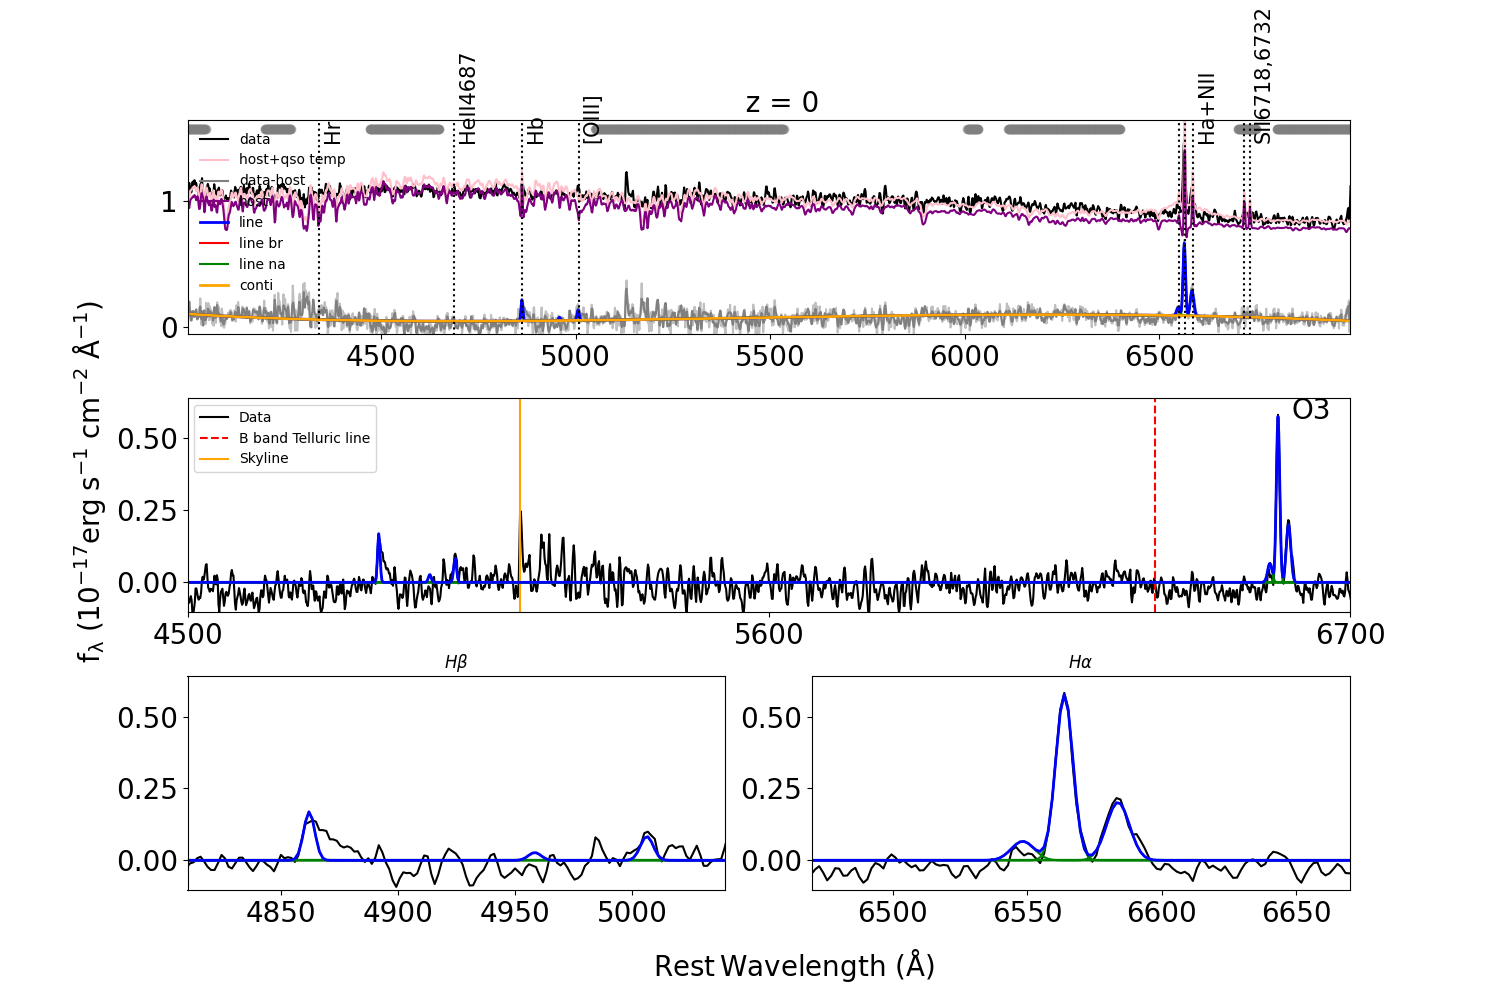 z = 0
Hr
HeII4687
Hb
[OIII]
Ha+NII
SII6718,6732
data
host+qso temp
data-host
host
line
line br
line na
conti
1
0
4500
5000
5500
6000
6500
f_λ (10^−17 erg s^−1 cm^−2 Å^−1)
Data
B band Telluric line
Skyline
O3
0.50
0.25
0.00
4500
5600
6700
Hβ
0.50
0.25
0.00
4850
4900
4950
5000
Hα
0.50
0.25
0.00
6500
6550
6600
6650
Rest Wavelength (Å)